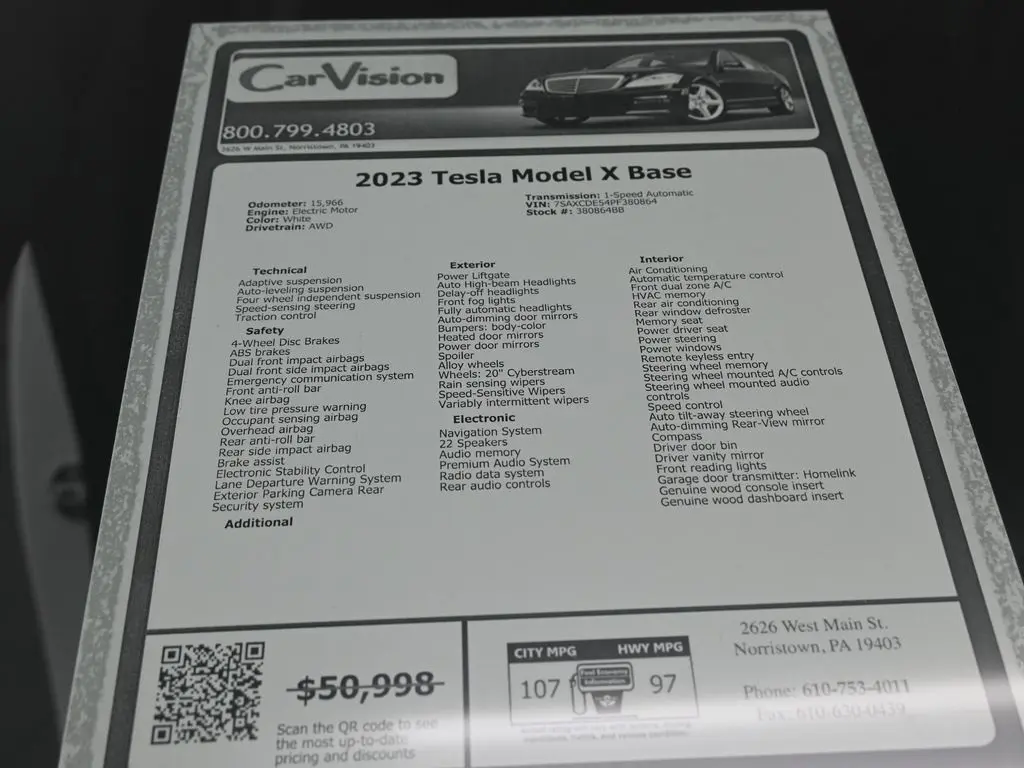 CarVision
800.799.4803
2626 W Main St, Norristown, PA 19403
2023 Tesla Model X Base
Odometer: 15,966
Engine: Electric Motor
Color: White
Drivetrain: AWD
Transmission: 1-Speed Automatic
VIN: 7SAXCDE54PF380864
Stock #: 380864BB
Technical
Adaptive suspension
Auto-leveling suspension
Four wheel independent suspension
Speed-sensing steering
Traction control
Safety
4-Wheel Disc Brakes
ABS brakes
Dual front impact airbags
Dual front side impact airbags
Emergency communication system
Front anti-roll bar
Knee airbag
Low tire pressure warning
Occupant sensing airbag
Overhead airbag
Rear anti-roll bar
Rear side impact airbag
Brake assist
Electronic Stability Control
Lane Departure Warning System
Exterior Parking Camera Rear
Security system
Additional
Exterior
Power Liftgate
Auto High-beam Headlights
Delay-off headlights
Front fog lights
Fully automatic headlights
Auto-dimming door mirrors
Bumpers: body-color
Heated door mirrors
Power door mirrors
Spoiler
Alloy wheels
Wheels: 20" Cyberstream
Rain sensing wipers
Speed-Sensitive Wipers
Variably intermittent wipers
Electronic
Navigation System
22 Speakers
Audio memory
Premium Audio System
Radio data system
Rear audio controls
Interior
Air Conditioning
Automatic temperature control
Front dual zone A/C
HVAC memory
Rear air conditioning
Rear window defroster
Memory seat
Power driver seat
Power steering
Power windows
Remote keyless entry
Steering wheel memory
Steering wheel mounted A/C controls
Steering wheel mounted audio
controls
Speed control
Auto tilt-away steering wheel
Auto-dimming Rear-View mirror
Compass
Driver door bin
Driver vanity mirror
Front reading lights
Garage door transmitter: Homelink
Genuine wood console insert
Genuine wood dashboard insert
$50,998
Scan the QR code to see
the most up-to-date
pricing and discounts
CITY MPG
HWY MPG
107
Fuel Economy
Information
97
2626 West Main St.
Norristown, PA 19403
Phone: 610-753-4011
Fax: 610-630-0439